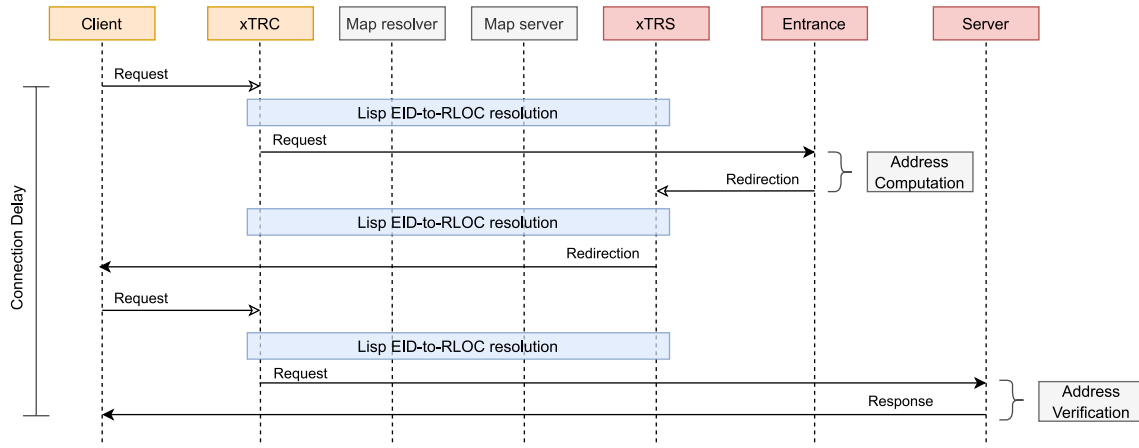 Client
xTRC
Map resolver
Map server
xTRS
Entrance
Server
Request
Lisp EID-to-RLOC resolution
Request
Address
Computation
Redirection
Lisp EID-to-RLOC resolution
Connection Delay
Redirection
Request
Lisp EID-to-RLOC resolution
Request
Address
Verification
Response